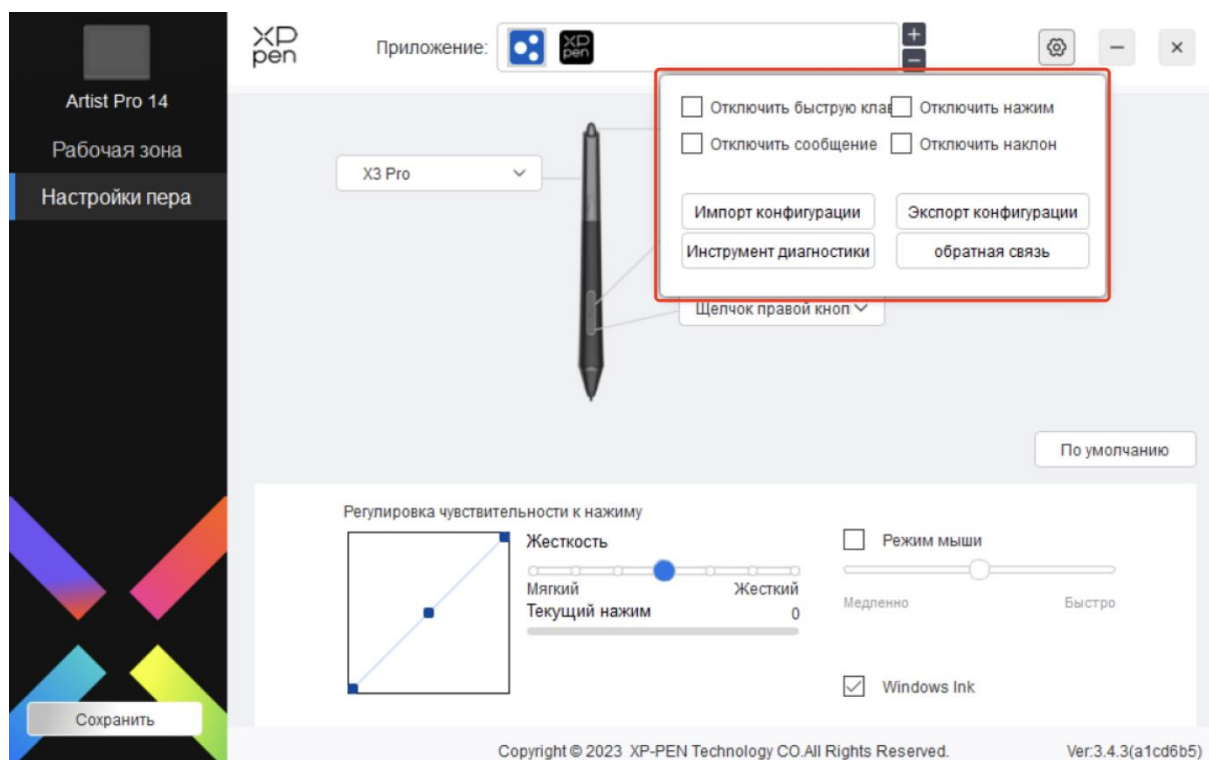 XP
pen
Приложение:
XP
pen
Artist Pro 14
Рабочая зона
Настройки пера
X3 Pro
Отключить быструю клав
Отключить нажим
Отключить сообщение
Отключить наклон
Импорт конфигурации
Экспорт конфигурации
Инструмент диагностики
обратная связь
Щелчок правой кноп
По умолчанию
Регулировка чувствительности к нажиму
Жесткость
Мягкий
Жесткий
Текущий нажим
0
Режим мыши
Медленно
Быстро
Windows Ink
Сохранить
Copyright © 2023 XP-PEN Technology CO.All Rights Reserved.
Ver:3.4.3(a1cd6b5)